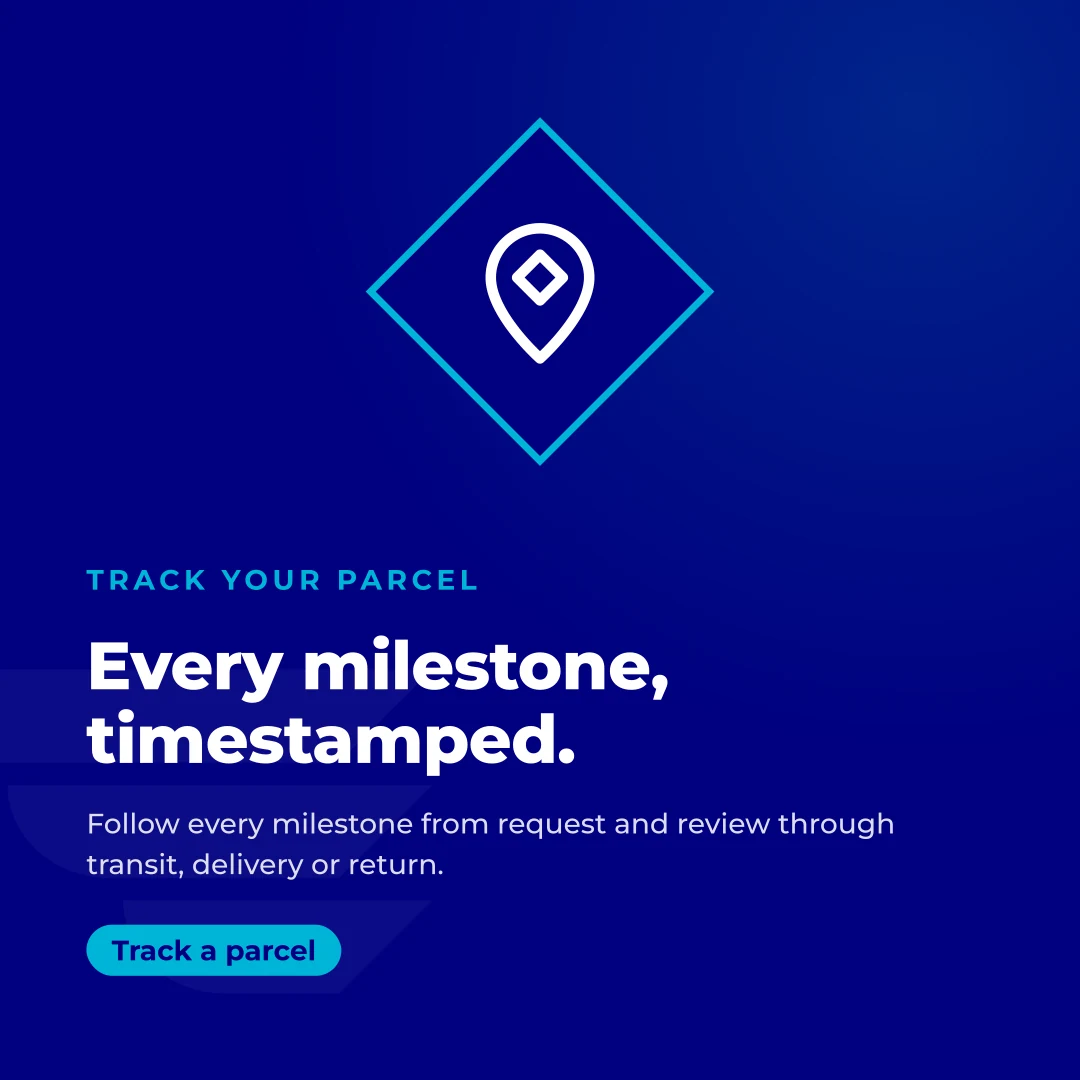 TRACK YOUR PARCEL
Every milestone,
timestamped.
Follow every milestone from request and review through
transit, delivery or return.
Track a parcel